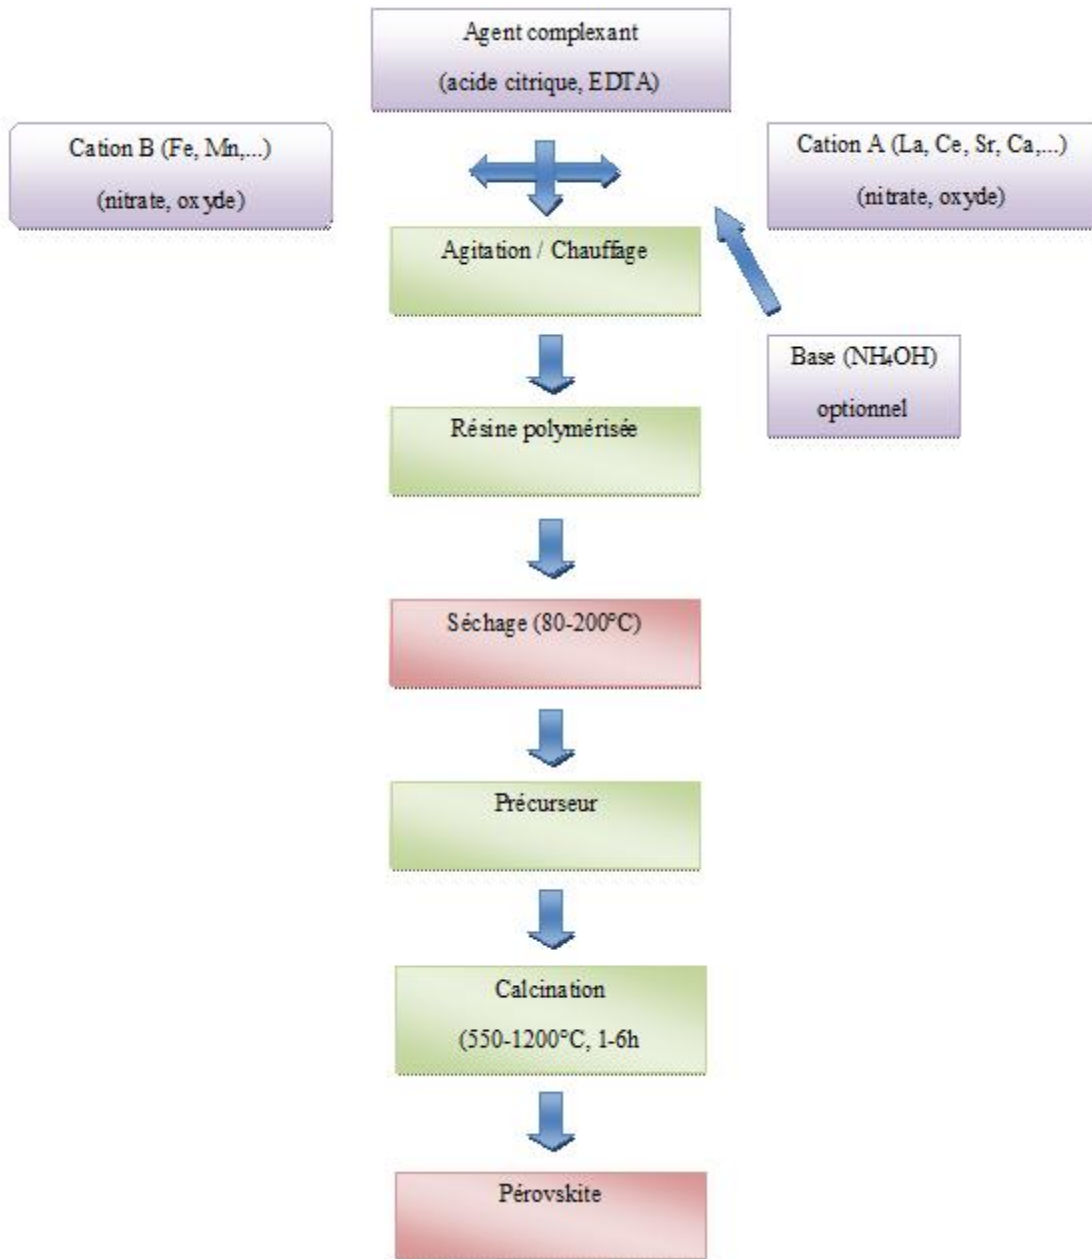 Agent complexant
(acide citrique, EDTA)
Cation B (Fe, Mn,...)
(nitrate, oxyde)
Cation A (La, Ce, Sr, Ca,...)
(nitrate, oxyde)
Agitation / Chauffage
Base (NH₄OH)
optionnel
Résine polymérisée
Séchage (80-200°C)
Précurseur
Calcination
(550-1200°C, 1-6h
Pérovskite